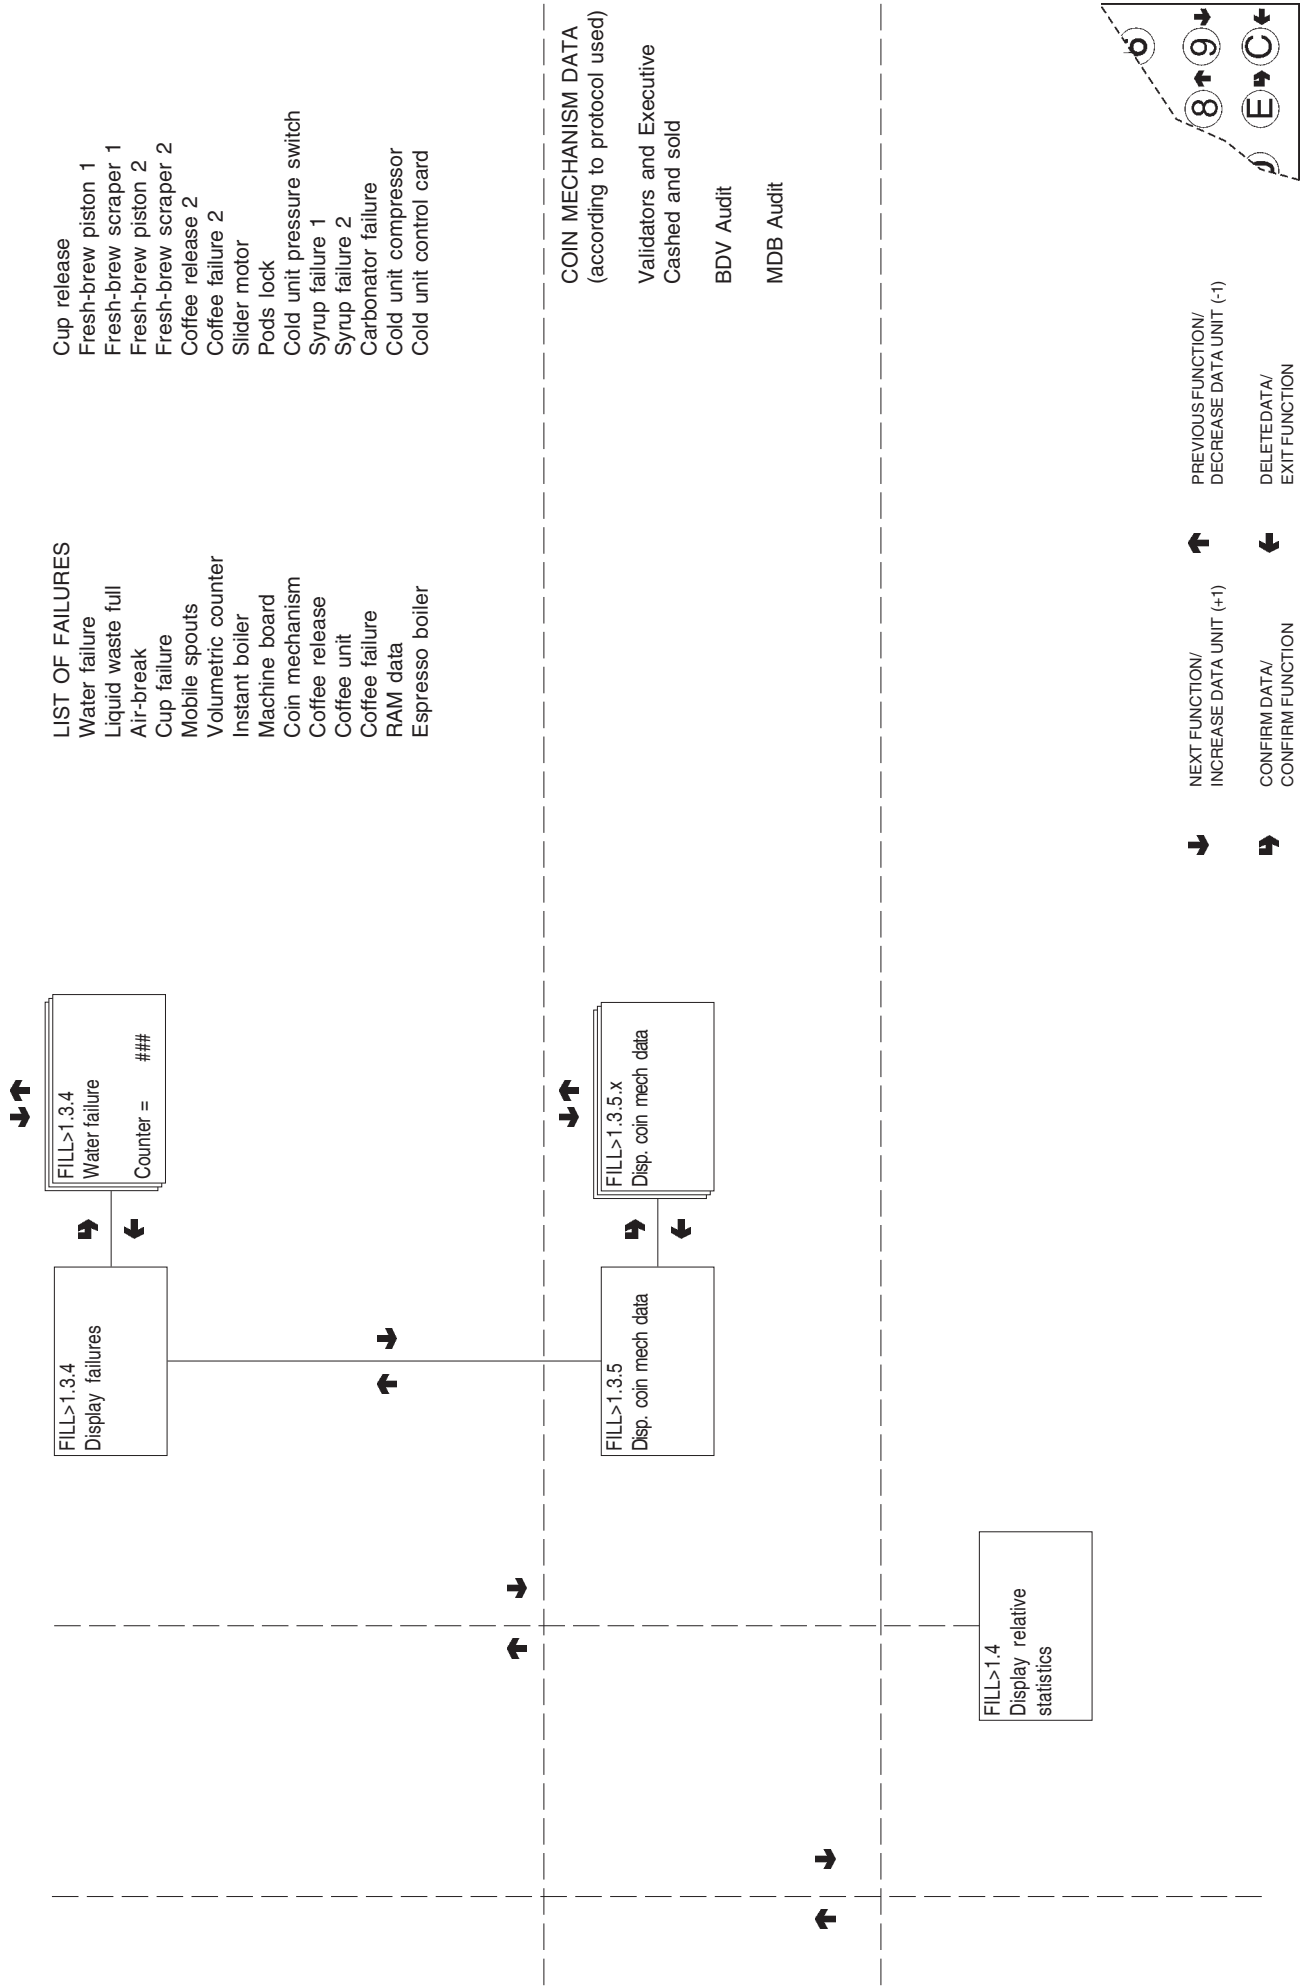 FILL>1.3.4
Display failures
FILL>1.3.4
Water failure
Counter = ###
LIST OF FAILURES
Water failure
Liquid waste full
Air-break
Cup failure
Mobile spouts
Volumetric counter
Instant boiler
Machine board
Coin mechanism
Coffee release
Coffee unit
Coffee failure
RAM data
Espresso boiler
Cup release
Fresh-brew piston 1
Fresh-brew scraper 1
Fresh-brew piston 2
Fresh-brew scraper 2
Coffee release 2
Coffee failure 2
Slider motor
Pods lock
Cold unit pressure switch
Syrup failure 1
Syrup failure 2
Carbonator failure
Cold unit compressor
Cold unit control card
FILL>1.3.5
Disp. coin mech data
FILL>1.3.5.x
Disp. coin mech data
COIN MECHANISM DATA
(according to protocol used)
Validators and Executive
Cashed and sold
BDV Audit
MDB Audit
FILL>1.4
Display relative
statistics
NEXT FUNCTION/
INCREASE DATA UNIT (+1)
PREVIOUS FUNCTION/
DECREASE DATA UNIT (-1)
CONFIRM DATA/
CONFIRM FUNCTION
DELETE DATA/
EXIT FUNCTION
8 9
E C